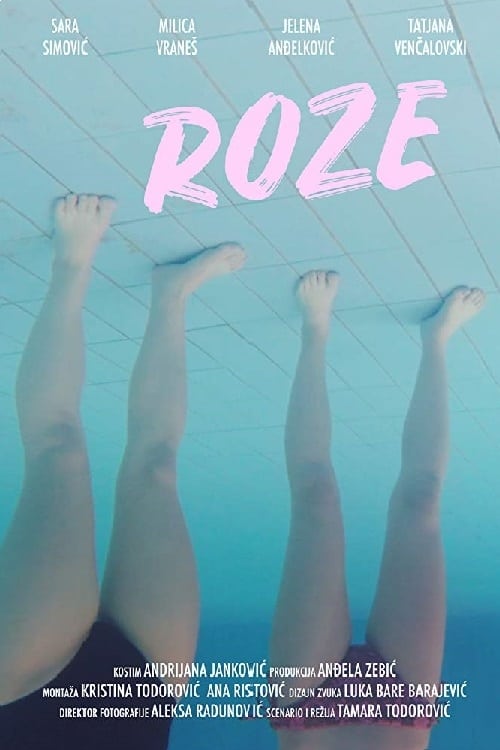 SARA MILICA JELENA TATJANA
SIMOVIĆ VRANEŠ ANĐELKOVIĆ VENČALOVSKI
ROZE
KOSTIM ANDRIJANA JANKOWIĆ PRODUKCIJA ANĐELA ZEBIĆ
MONTAŽA KRISTINA TODOROVIĆ ANA RISTOVIĆ DIZAJN ZVUKA LUKA BARE BARAJEVIĆ
DIREKTOR FOTOGRAFIJE ALEKSA RADUNOVIĆ SCENARIO I REŽIJA TAMARA TODOROVIĆ